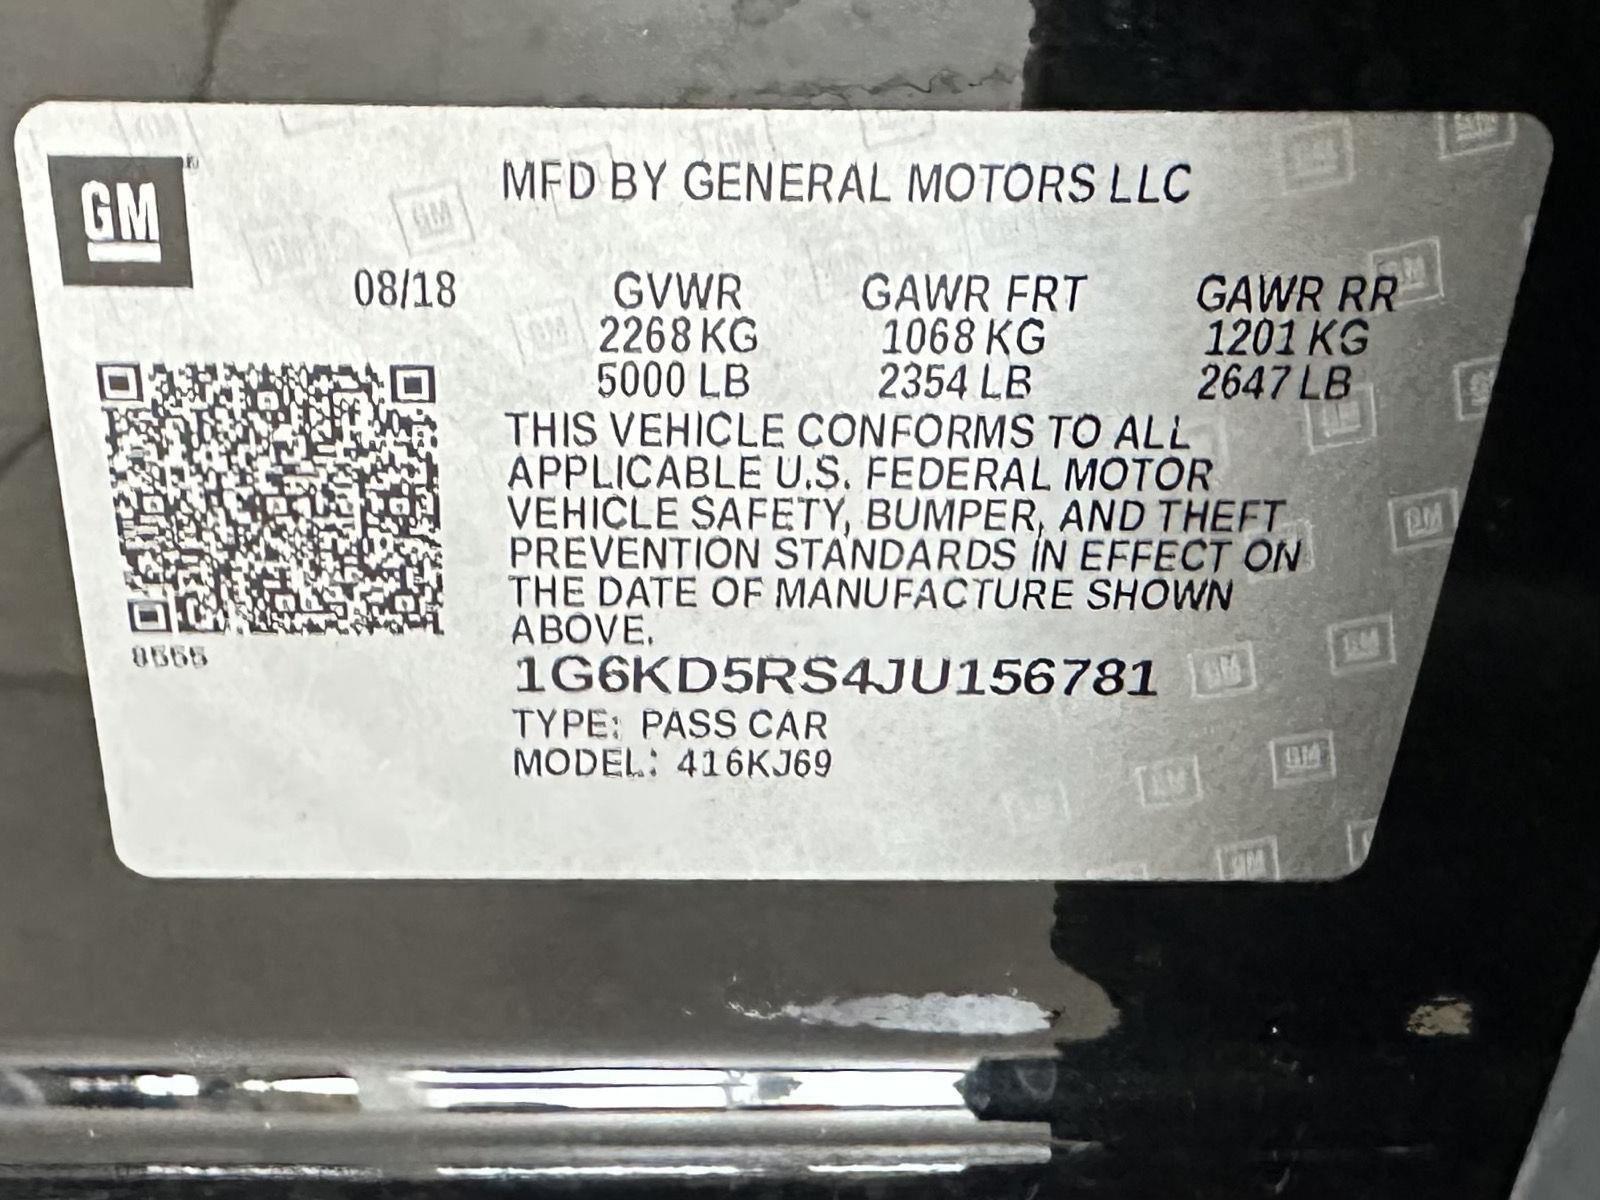 GM
MFD BY GENERAL MOTORS LLC
08/18 GVWR GAWR FRT GAWR RR
2268 KG 1068 KG 1201 KG
5000 LB 2354 LB 2647 LB
THIS VEHICLE CONFORMS TO ALL
APPLICABLE U.S. FEDERAL MOTOR
VEHICLE SAFETY, BUMPER, AND THEFT
PREVENTION STANDARDS IN EFFECT ON
THE DATE OF MANUFACTURE SHOWN
ABOVE.
8555
1G6KD5RS4JU156781
TYPE: PASS CAR
MODEL: 416KJ69